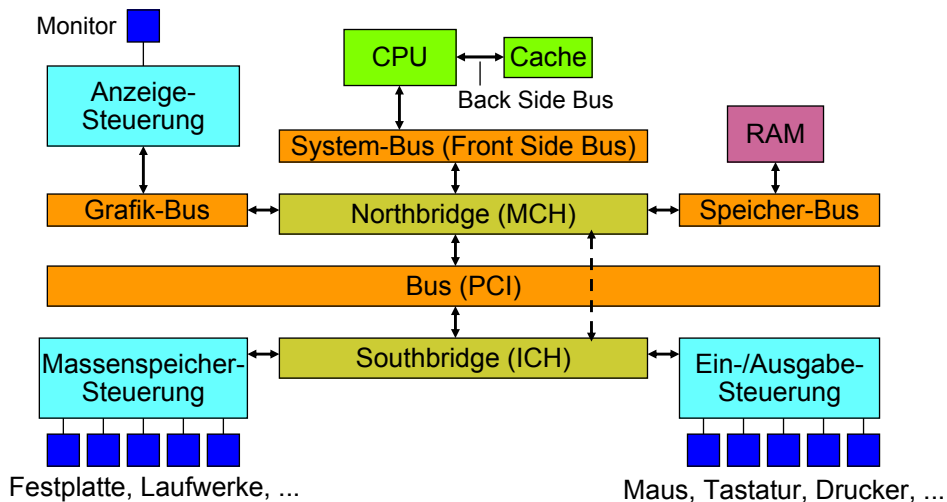 Monitor
CPU
Cache
Back Side Bus
Anzeige-
Steuerung
System-Bus (Front Side Bus)
RAM
Grafik-Bus
Northbridge (MCH)
Speicher-Bus
Bus (PCI)
Massenspeicher-
Steuerung
Southbridge (ICH)
Ein-/Ausgabe-
Steuerung
Festplatte, Laufwerke, ...
Maus, Tastatur, Drucker, ...